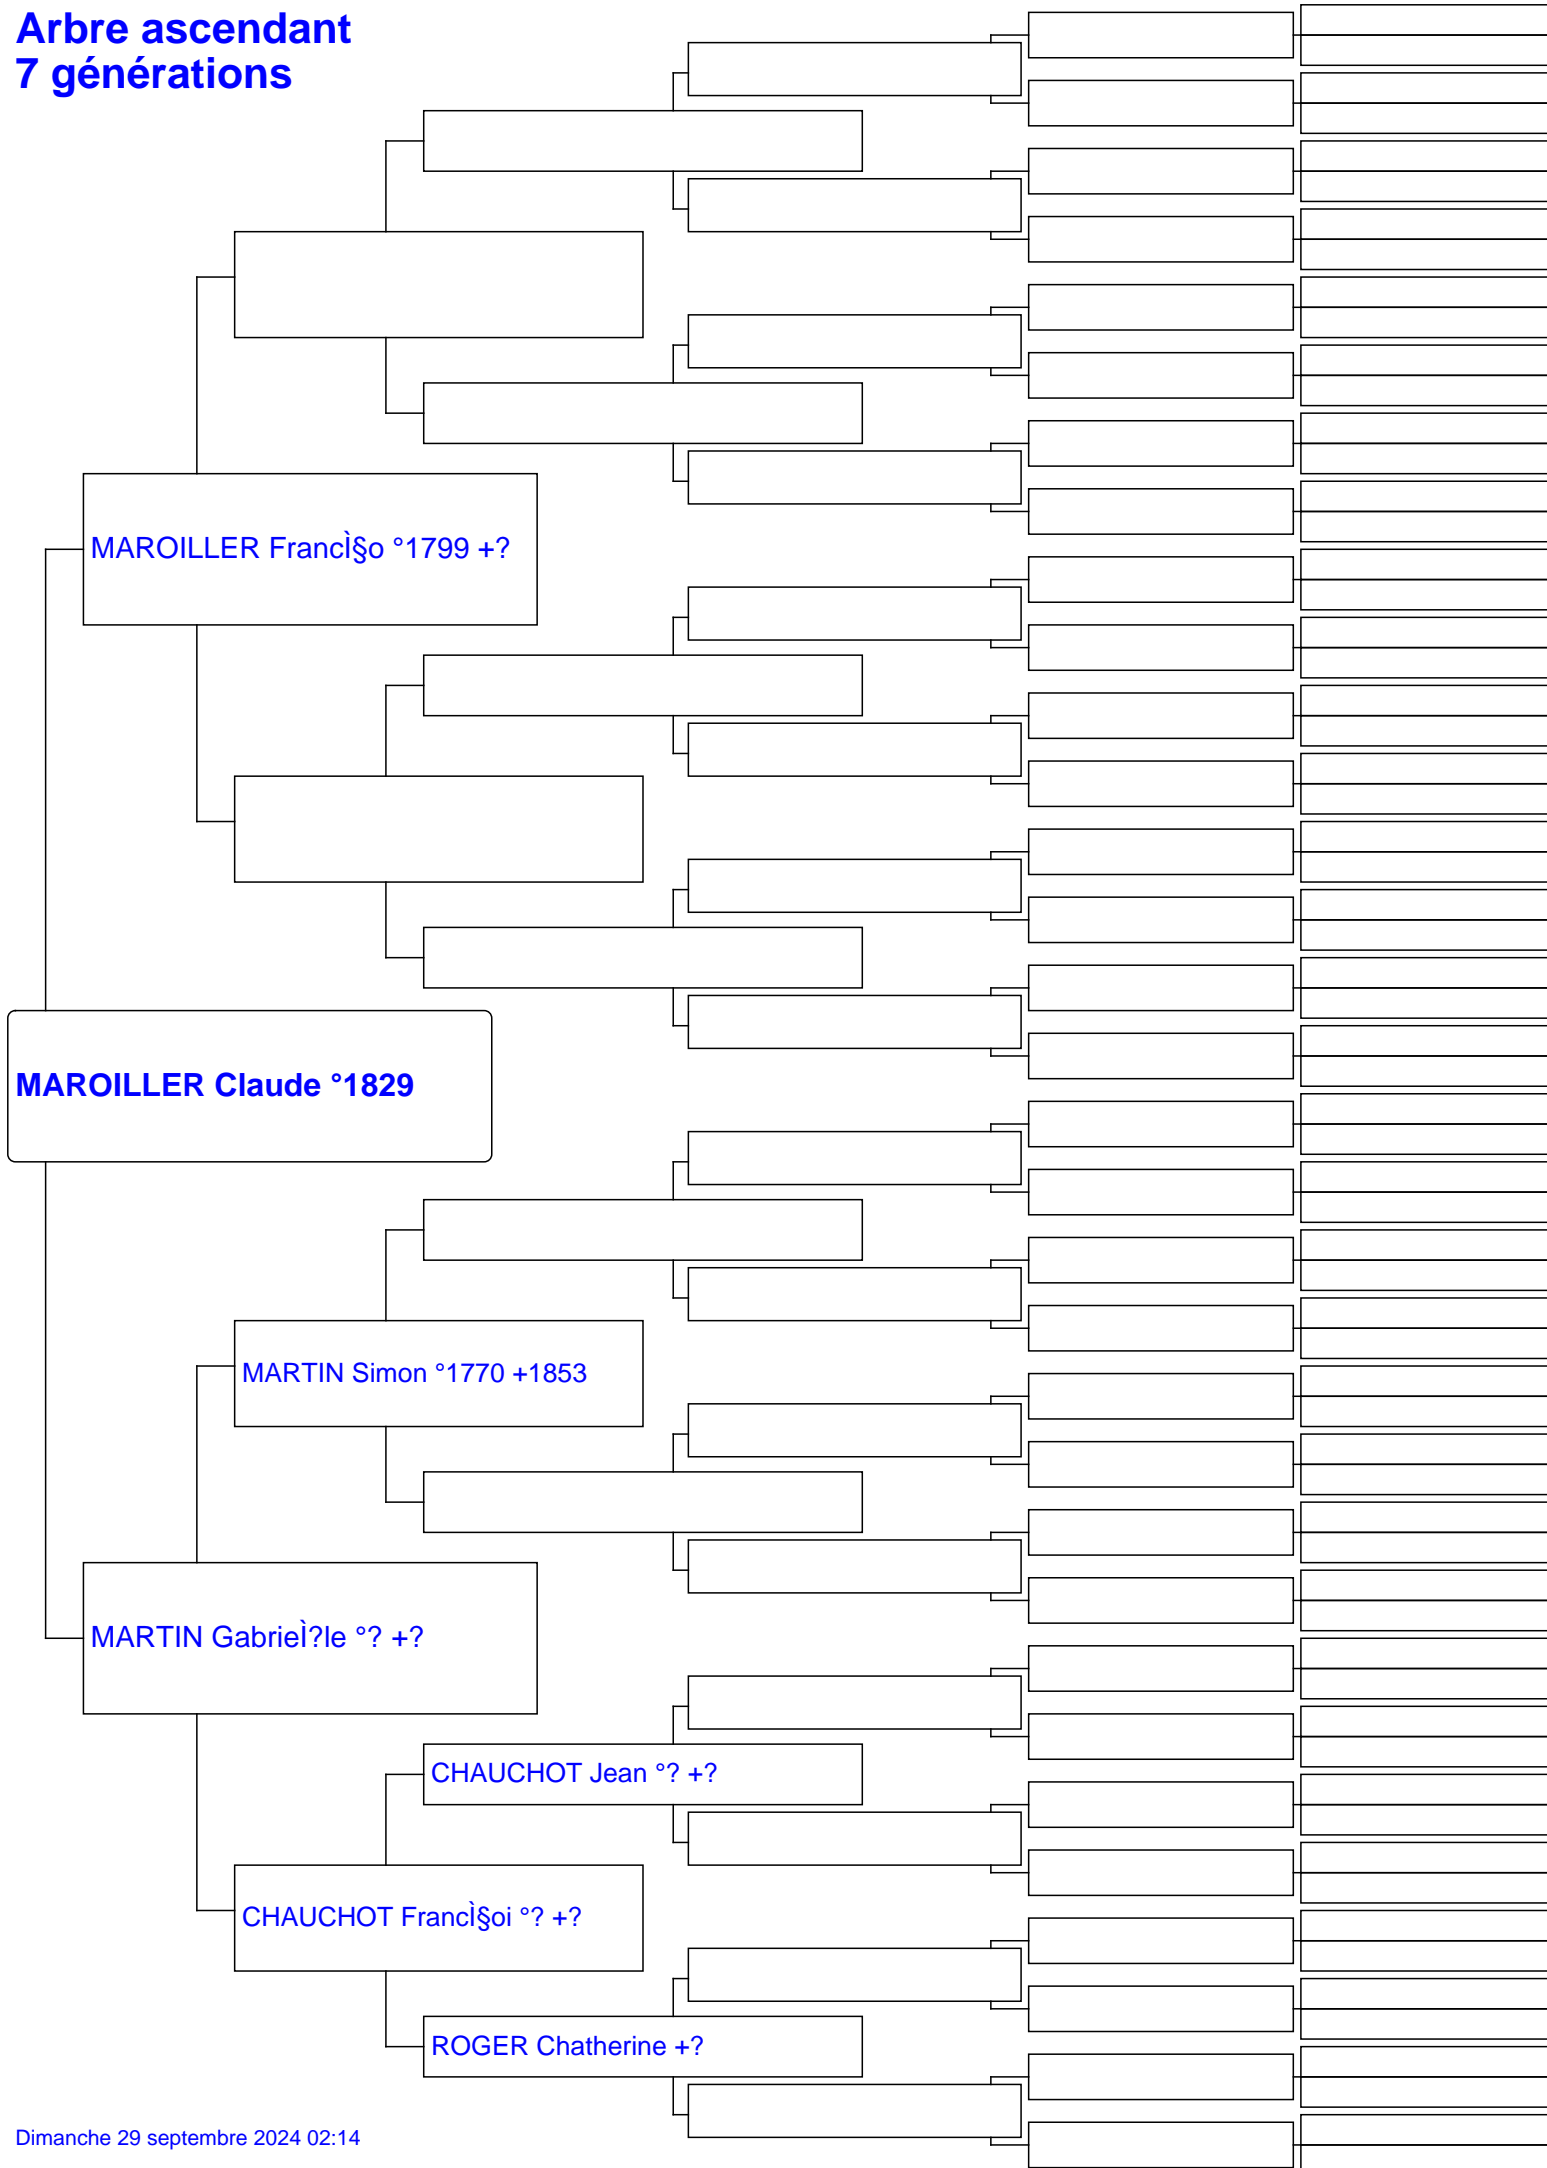 Arbre ascendant
7 générations
MAROILLER FrancÌ§o °1799 +?
MAROILLER Claude °1829
MARTIN Simon °1770 +1853
MARTIN GabrieÌ?le °? +?
CHAUCHOT Jean °? +?
CHAUCHOT FrancÌ§oi °? +?
ROGER Chatherine +?
Dimanche 29 septembre 2024 02:14